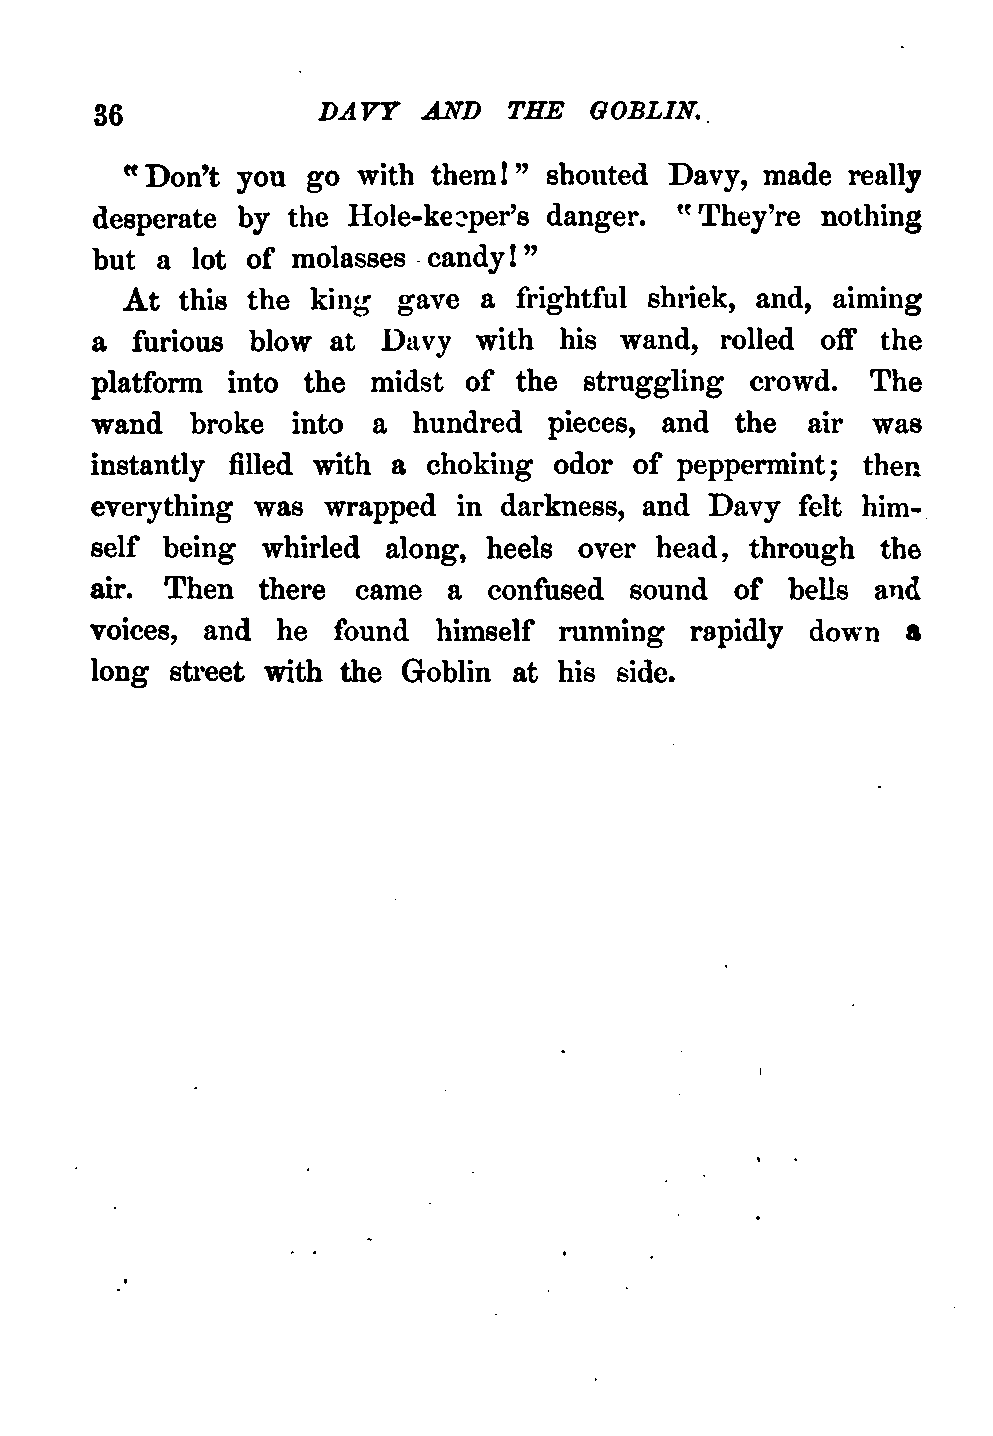 36 DAVY AND THE GOBLIN.
"Don't you go with them!" shouted Davy, made really
desperate by the Hole-keeper's danger. "They're nothing
but a lot of molasses candy!"
At this the king gave a frightful shriek, and, aiming
a furious blow at Davy with his wand, rolled off the
platform into the midst of the struggling crowd. The
wand broke into a hundred pieces, and the air was
instantly filled with a choking odor of peppermint; then
everything was wrapped in darkness, and Davy felt him-
self being whirled along, heels over head, through the
air. Then there came a confused sound of bells and
voices, and he found himself running rapidly down a
long street with the Goblin at his side.